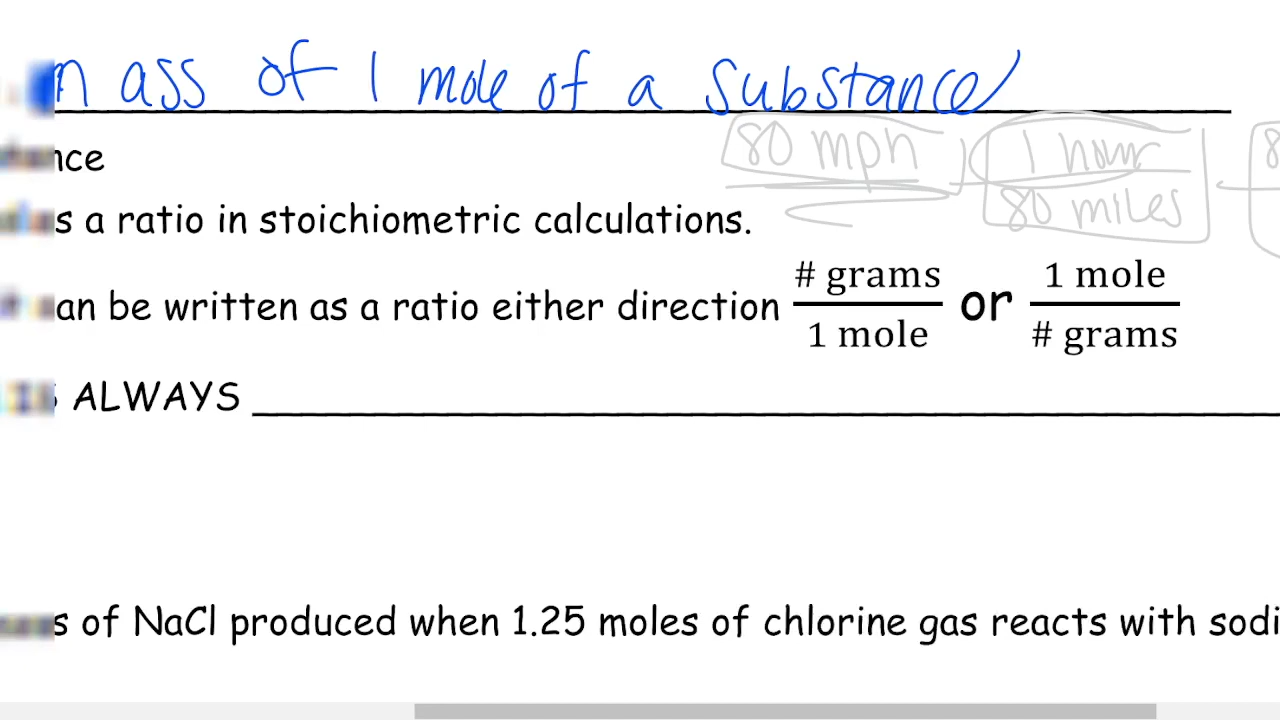 mass of 1 mole of a substance
80 mph 1 hour
nce 80 miles
s a ratio in stoichiometric calculations.
an be written as a ratio either direction # grams / 1 mole or 1 mole / # grams
IS ALWAYS
s of NaCl produced when 1.25 moles of chlorine gas reacts with sodi